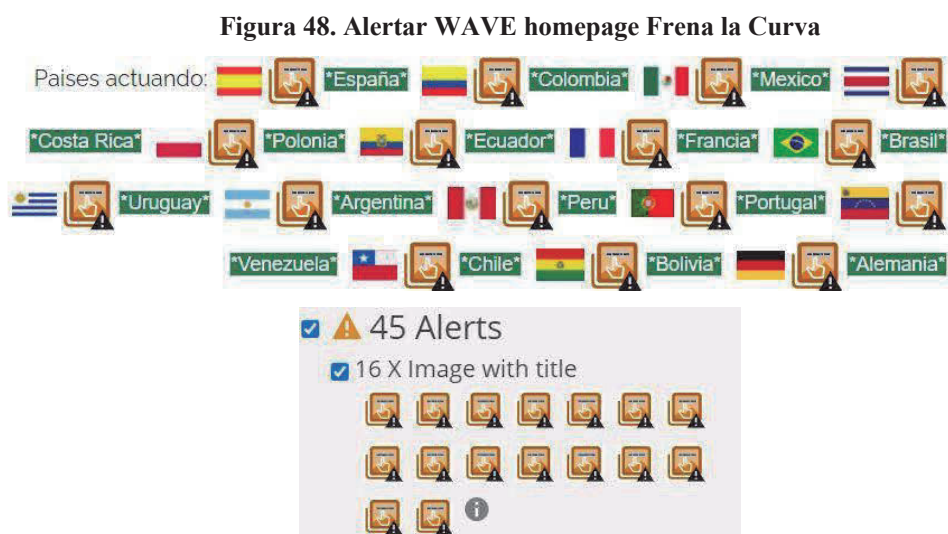 Figura 48. Alertar WAVE homepage Frena la Curva
Paises actuando: *España* *Colombia* *Mexico*
*Costa Rica* *Polonia* *Ecuador* *Francia* *Brasil*
*Uruguay* *Argentina* *Peru* *Portugal*
*Venezuela* *Chile* *Bolivia* *Alemania*
45 Alerts
16 X Image with title